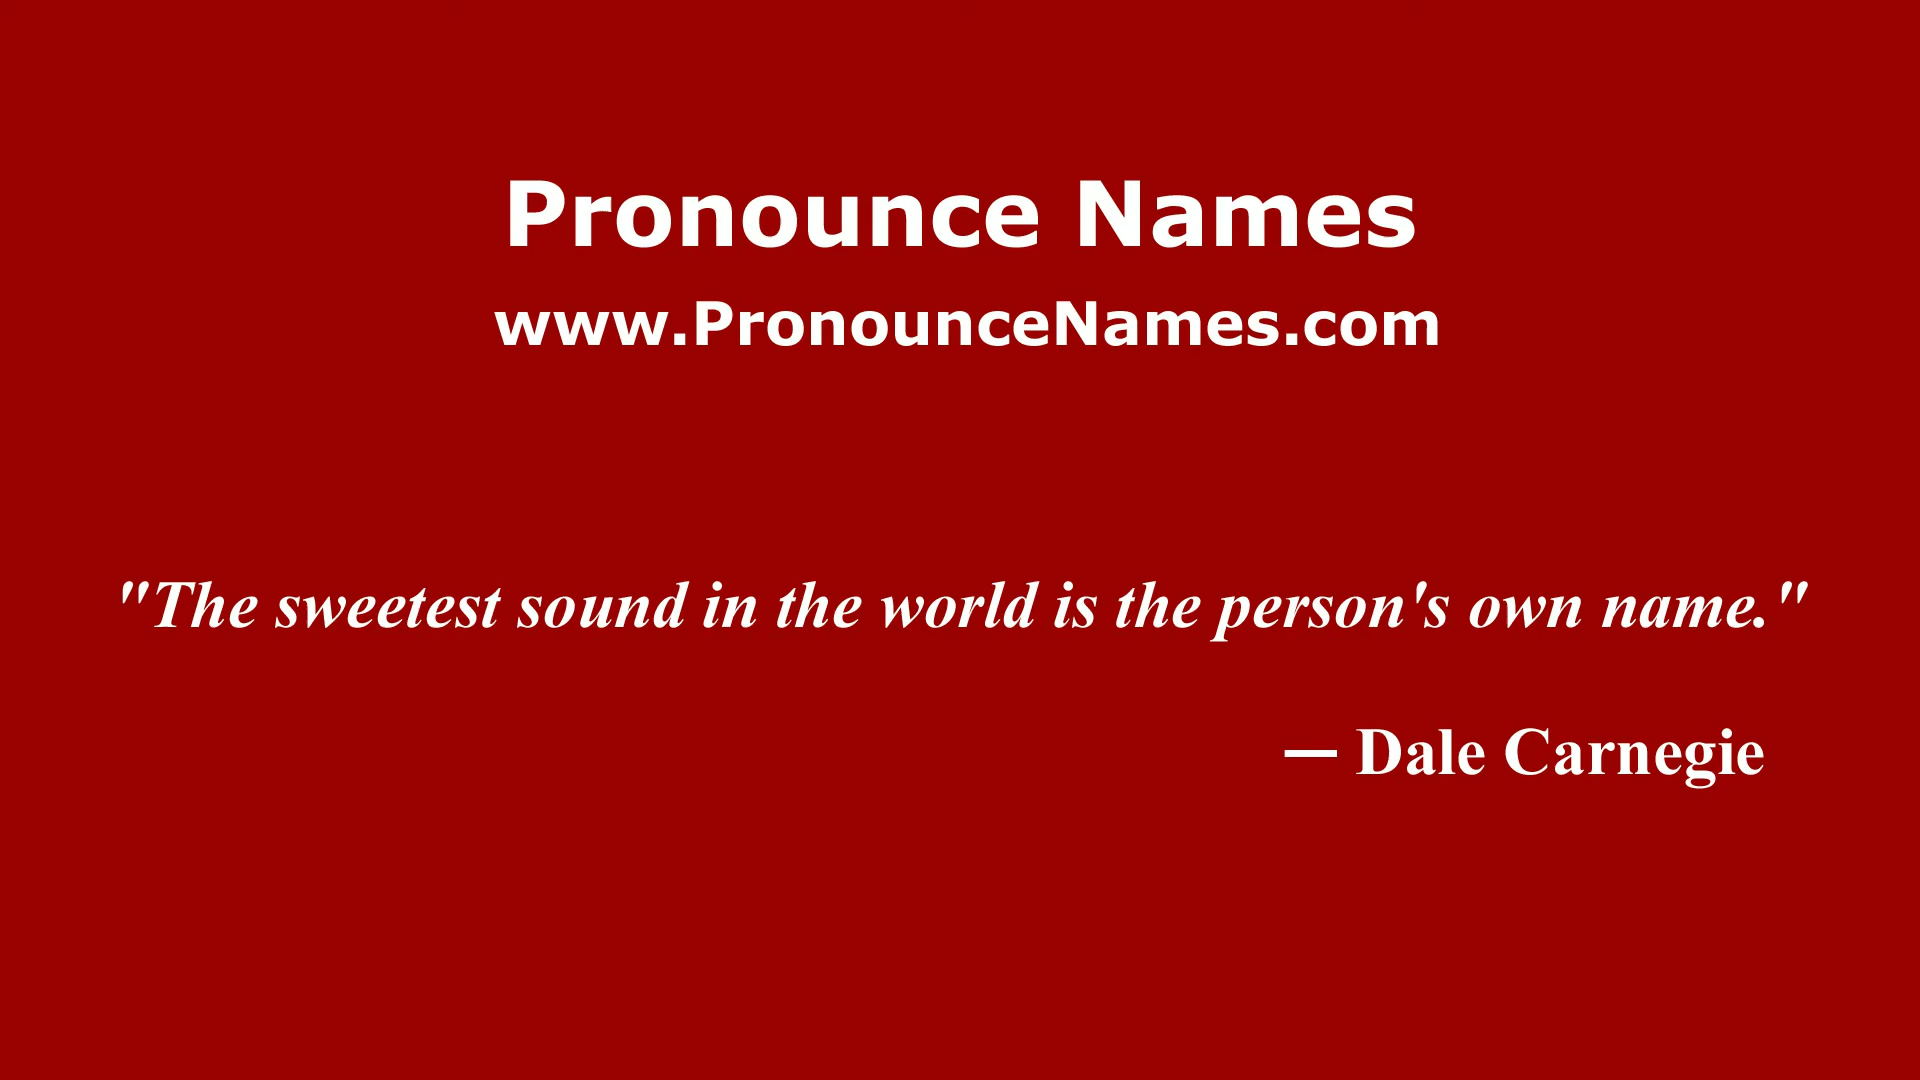 Pronounce Names
www.PronounceNames.com
"The sweetest sound in the world is the person's own name."
— Dale Carnegie